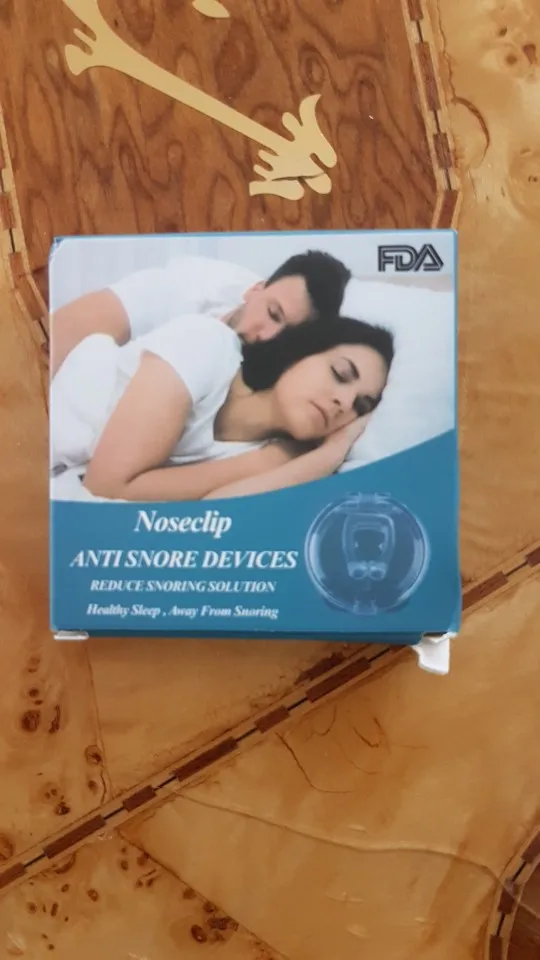 FDA
Noseclip
ANTI SNORE DEVICES
REDUCE SNORING SOLUTION
Healthy Sleep , Away From Snoring